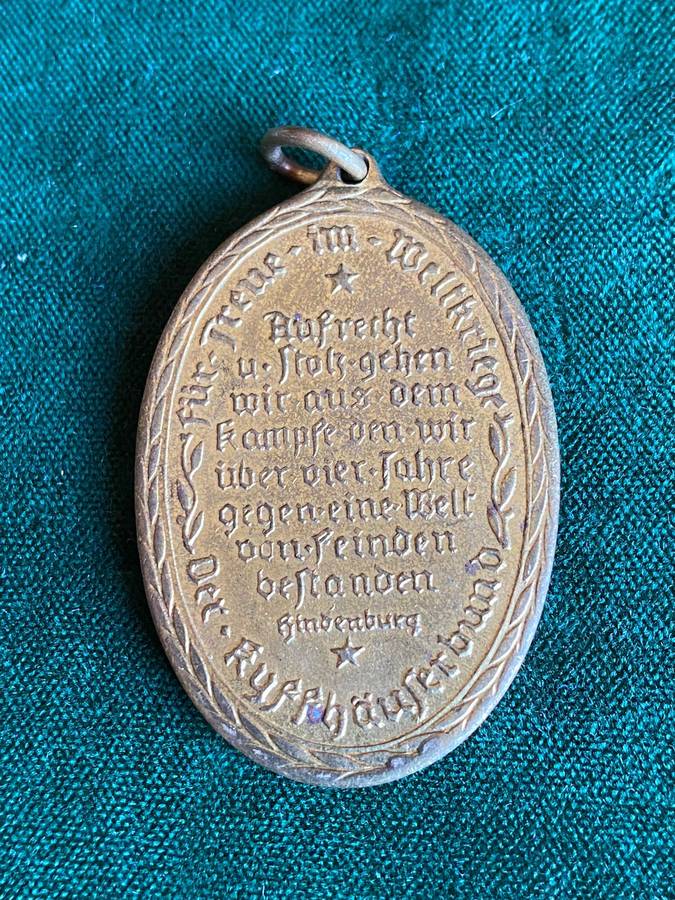 Für · Treue · im · Weltkriege
Aufrecht
u · stolz · gehen
wir · aus · dem
Kampfe · den · wir
über · vier · Jahre
gegen · eine · Welt
von · Feinden
bestanden
Hindenburg
Der · Kyffhäuserbund